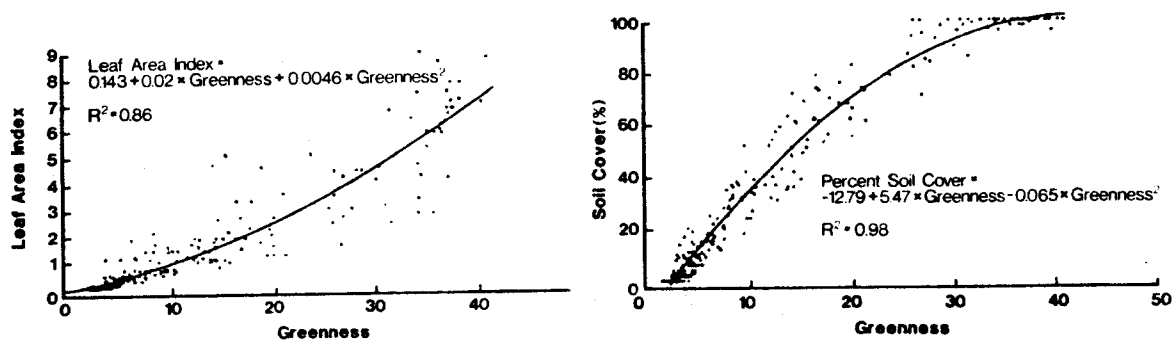 Leaf Area Index =
0.143 + 0.02 × Greenness + 0.0046 × Greenness²
R² = 0.86
9
8
7
6
5
4
3
2
1
0
Leaf Area Index
0 10 20 30 40
Greenness
100
80
60
40
20
0
Soil Cover (%)
Percent Soil Cover =
-12.79 + 5.47 × Greenness - 0.065 × Greenness²
R² = 0.98
0 10 20 30 40 50
Greenness